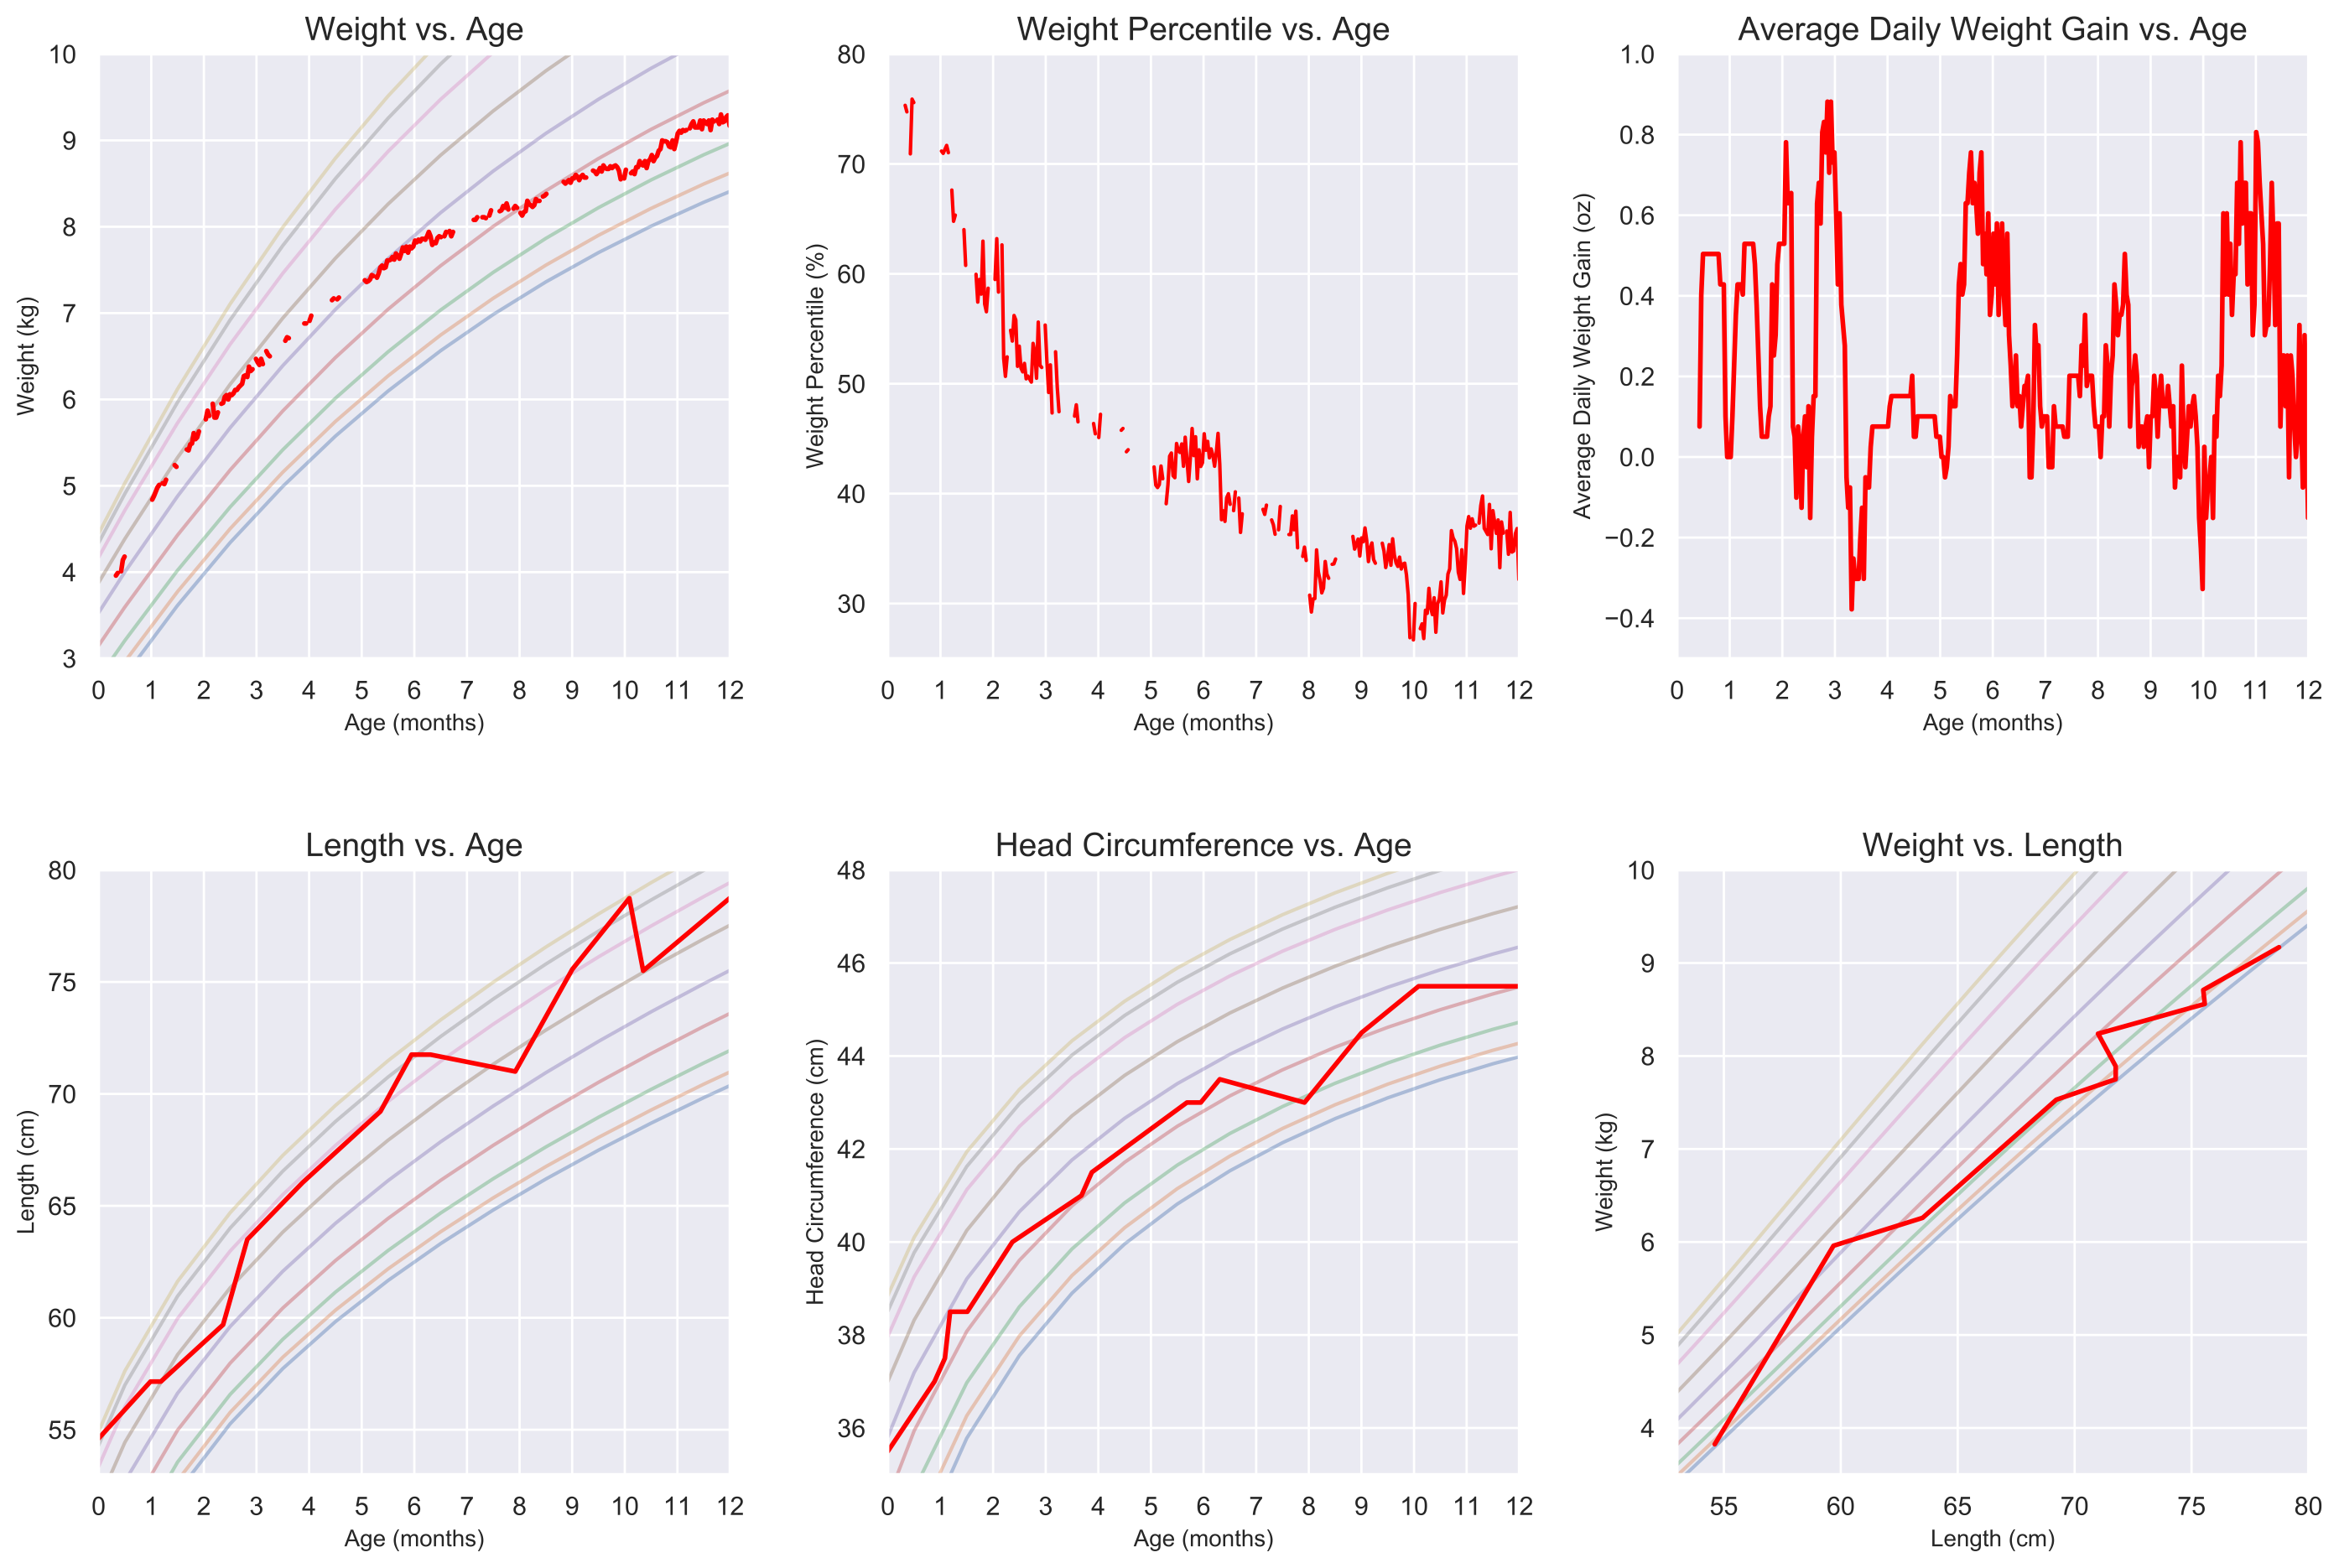 Weight vs. Age
10
9
8
7
6
5
4
3
Weight (kg)
0 1 2 3 4 5 6 7 8 9 10 11 12
Age (months)
Weight Percentile vs. Age
80
70
60
50
40
30
Weight Percentile (%)
0 1 2 3 4 5 6 7 8 9 10 11 12
Age (months)
Average Daily Weight Gain vs. Age
1.0
0.8
0.6
0.4
0.2
0.0
−0.2
−0.4
Average Daily Weight Gain (oz)
0 1 2 3 4 5 6 7 8 9 10 11 12
Age (months)
Length vs. Age
80
75
70
65
60
55
Length (cm)
0 1 2 3 4 5 6 7 8 9 10 11 12
Age (months)
Head Circumference vs. Age
48
46
44
42
40
38
36
Head Circumference (cm)
0 1 2 3 4 5 6 7 8 9 10 11 12
Age (months)
Weight vs. Length
10
9
8
7
6
5
4
Weight (kg)
55 60 65 70 75 80
Length (cm)